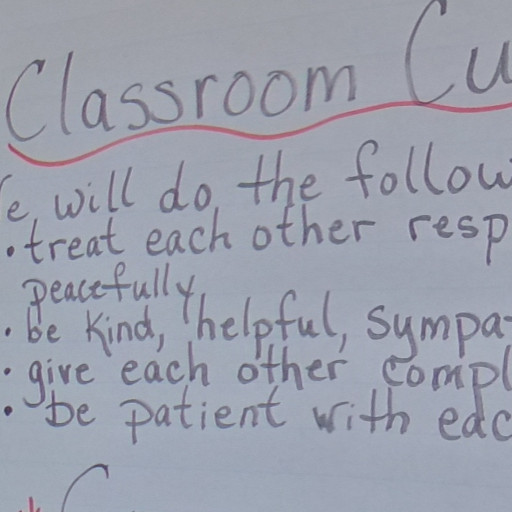 Classroom Cu
e will do the follow
• treat each other resp
peacefully
• be kind, helpful, sympa
• give each other compl
• be patient with eac